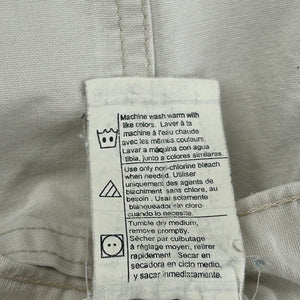 Machine wash warm with
like colors. Laver à la
machine à l'eau chaude
avec les mêmes couleurs.
Lavar a máquina con agua
tibia, junto a colores similares.
Use only non-chlorine bleach
when needed. Utiliser
uniquement des agents de
blachiment sans chlore, au
besoin. Usar solamente
blanqueador sin cloro
cuando lo necesite.
Tumble dry medium,
remove promptly.
Sécher par culbutage
à réglage moyen, retirer
rapidement. Secar en
secadora en ciclo medio,
y sacar inmediatamente.